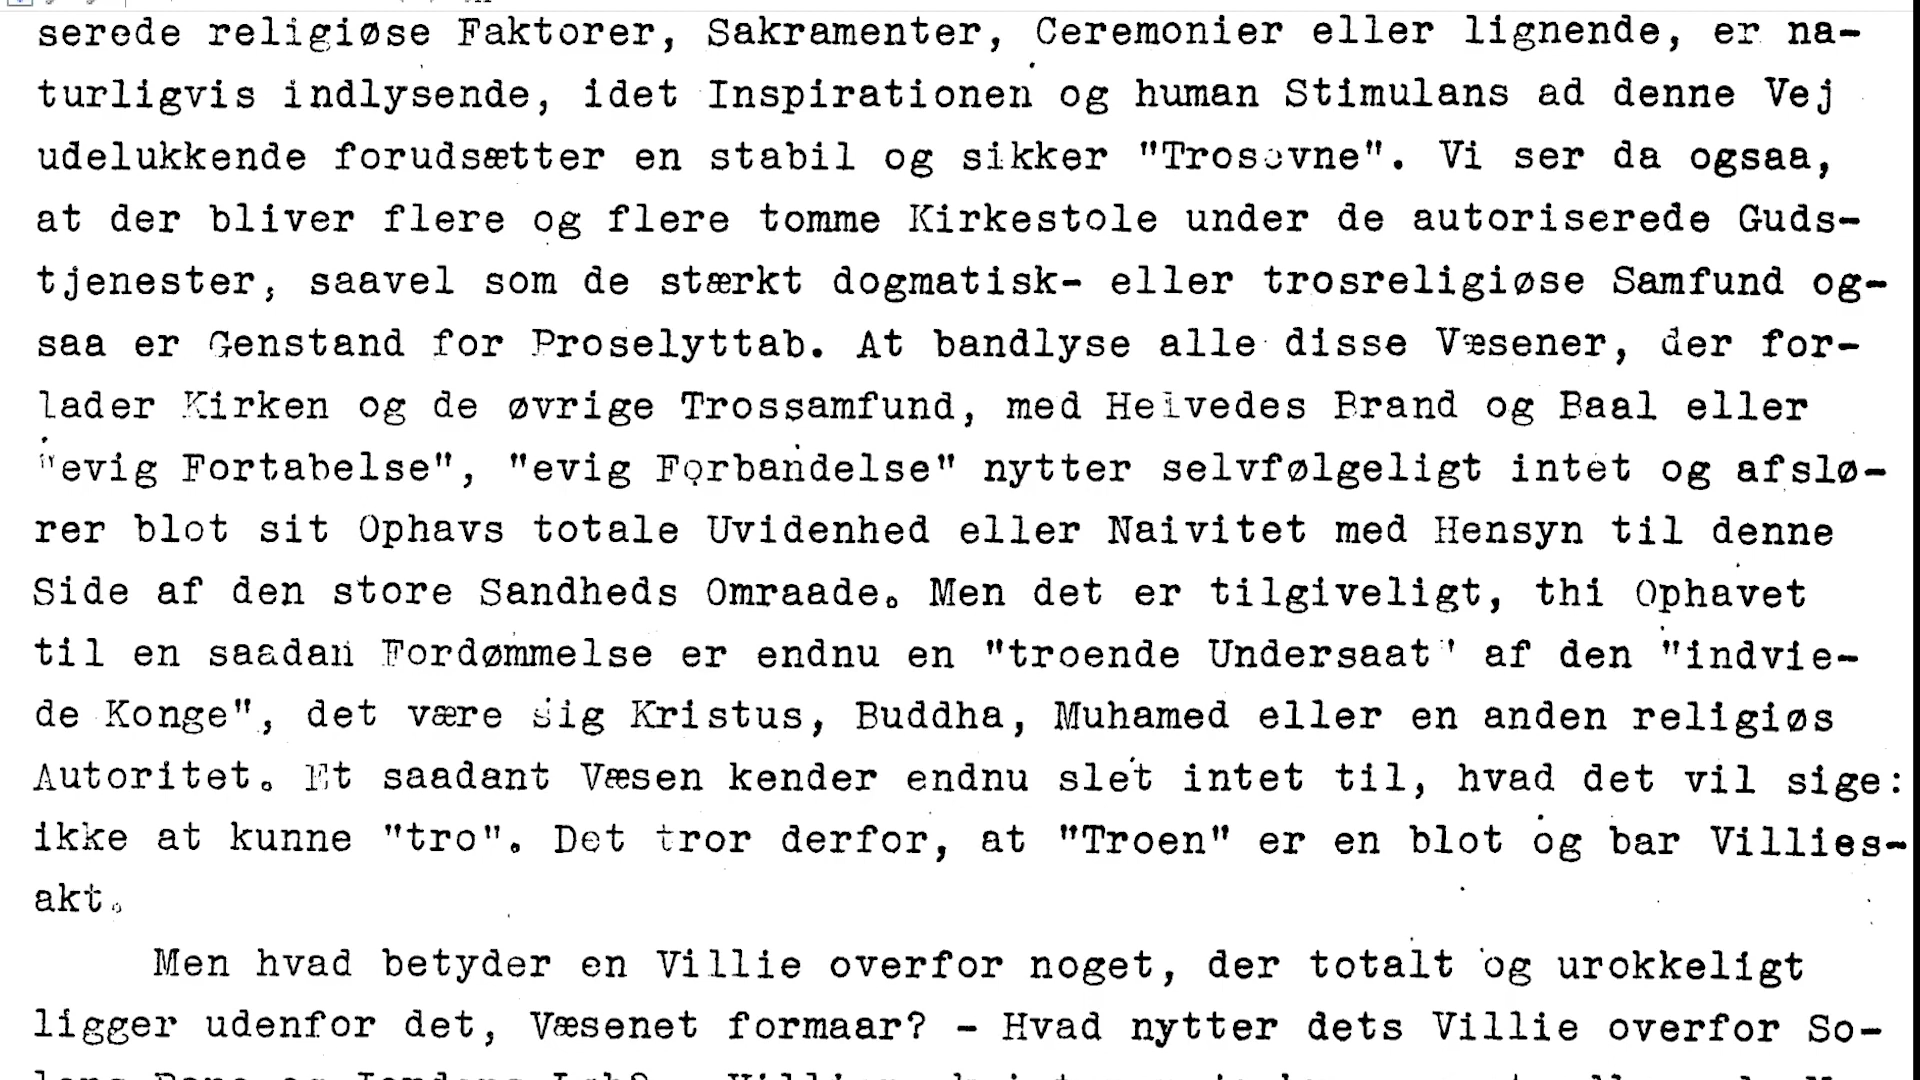 serede religiøse Faktorer, Sakramenter, Ceremonier eller lignende, er na-
turligvis indlysende, idet Inspirationen og human Stimulans ad denne Vej
udelukkende forudsætter en stabil og sikker "Trosevne". Vi ser da ogsaa,
at der bliver flere og flere tomme Kirkestole under de autoriserede Guds-
tjenester, saavel som de stærkt dogmatisk- eller trosreligiøse Samfund og-
saa er Genstand for Proselyttab. At bandlyse alle disse Væsener, der for-
lader Kirken og de øvrige Trossamfund, med Helvedes Brand og Baal eller
"evig Fortabelse", "evig Forbandelse" nytter selvfølgeligt intet og afslø-
rer blot sit Ophavs totale Uvidenhed eller Naivitet med Hensyn til denne
Side af den store Sandheds Omraade. Men det er tilgiveligt, thi Ophavet
til en saadan Fordømmelse er endnu en "troende Undersaat" af den "indvie-
de Konge", det være sig Kristus, Buddha, Muhamed eller en anden religiøs
Autoritet. Et saadant Væsen kender endnu slet intet til, hvad det vil sige:
ikke at kunne "tro". Det tror derfor, at "Troen" er en blot og bar Villies-
akt.
Men hvad betyder en Villie overfor noget, der totalt og urokkeligt
ligger udenfor det, Væsenet formaar? - Hvad nytter dets Villie overfor So-